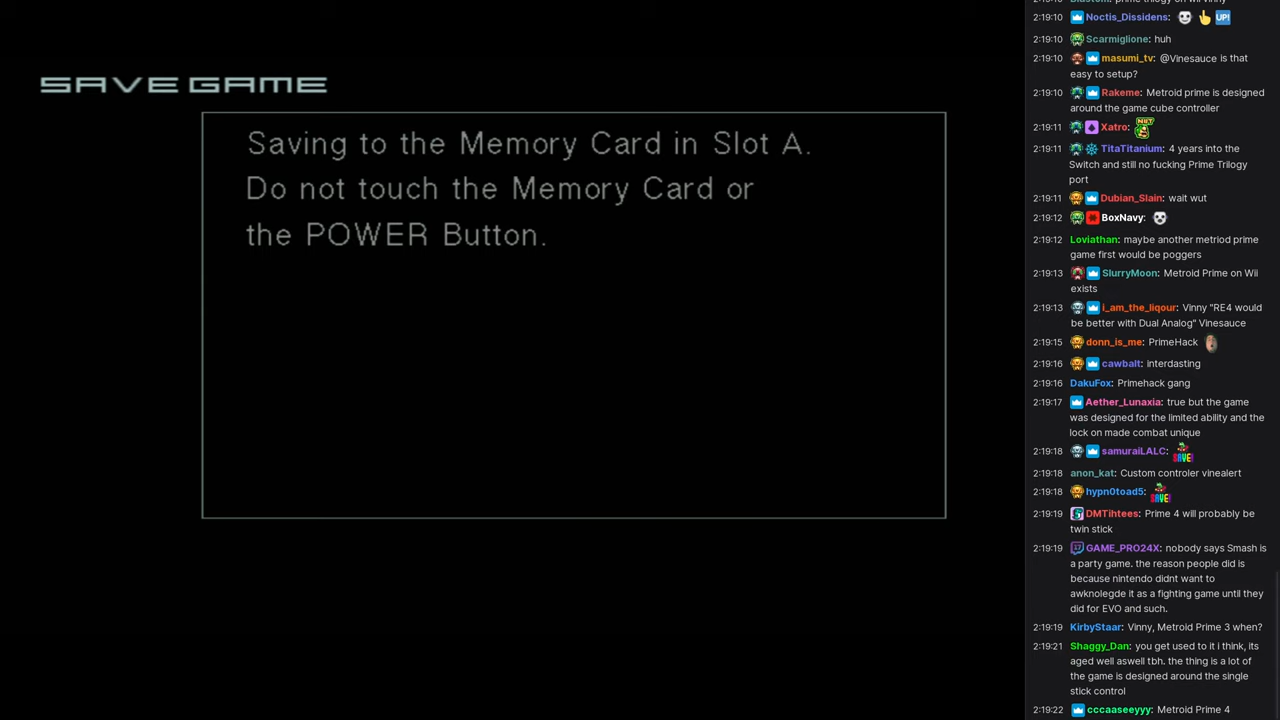 SAVE GAME
Saving to the Memory Card in Slot A.
Do not touch the Memory Card or
the POWER Button.
2:19:10 Noctis_Dissidens: UP!
2:19:10 Scarmiglione: huh
2:19:10 masumi_tv: @Vinesauce is that
easy to setup?
2:19:10 Rakeme: Metroid prime is designed
around the game cube controller
2:19:11 Xatro:
2:19:11 TitaTitanium: 4 years into the
Switch and still no fucking Prime Trilogy
port
2:19:11 Dubian_Slain: wait wut
2:19:12 BoxNavy:
2:19:12 Loviathan: maybe another metriod prime
game first would be poggers
2:19:13 SlurryMoon: Metroid Prime on Wii
exists
2:19:13 i_am_the_liqour: Vinny "RE4 would
be better with Dual Analog" Vinesauce
2:19:15 donn_is_me: PrimeHack
2:19:16 cawbalt: interdasting
2:19:16 DakuFox: Primehack gang
2:19:17 Aether_Lunaxia: true but the game
was designed for the limited ability and the
lock on made combat unique
2:19:18 samuraiLALC: SAVE!
2:19:18 anon_kat: Custom controler vinealert
2:19:18 hypn0toad5: SAVE!
2:19:19 DMTihtees: Prime 4 will probably be
twin stick
2:19:19 GAME_PRO24X: nobody says Smash is
a party game. the reason people did is
because nintendo didnt want to
awknolegde it as a fighting game until they
did for EVO and such.
2:19:19 KirbyStaar: Vinny, Metroid Prime 3 when?
2:19:21 Shaggy_Dan: you get used to it i think, its
aged well aswell tbh. the thing is a lot of
the game is designed around the single
stick control
2:19:22 cccaaseeyyy: Metroid Prime 4